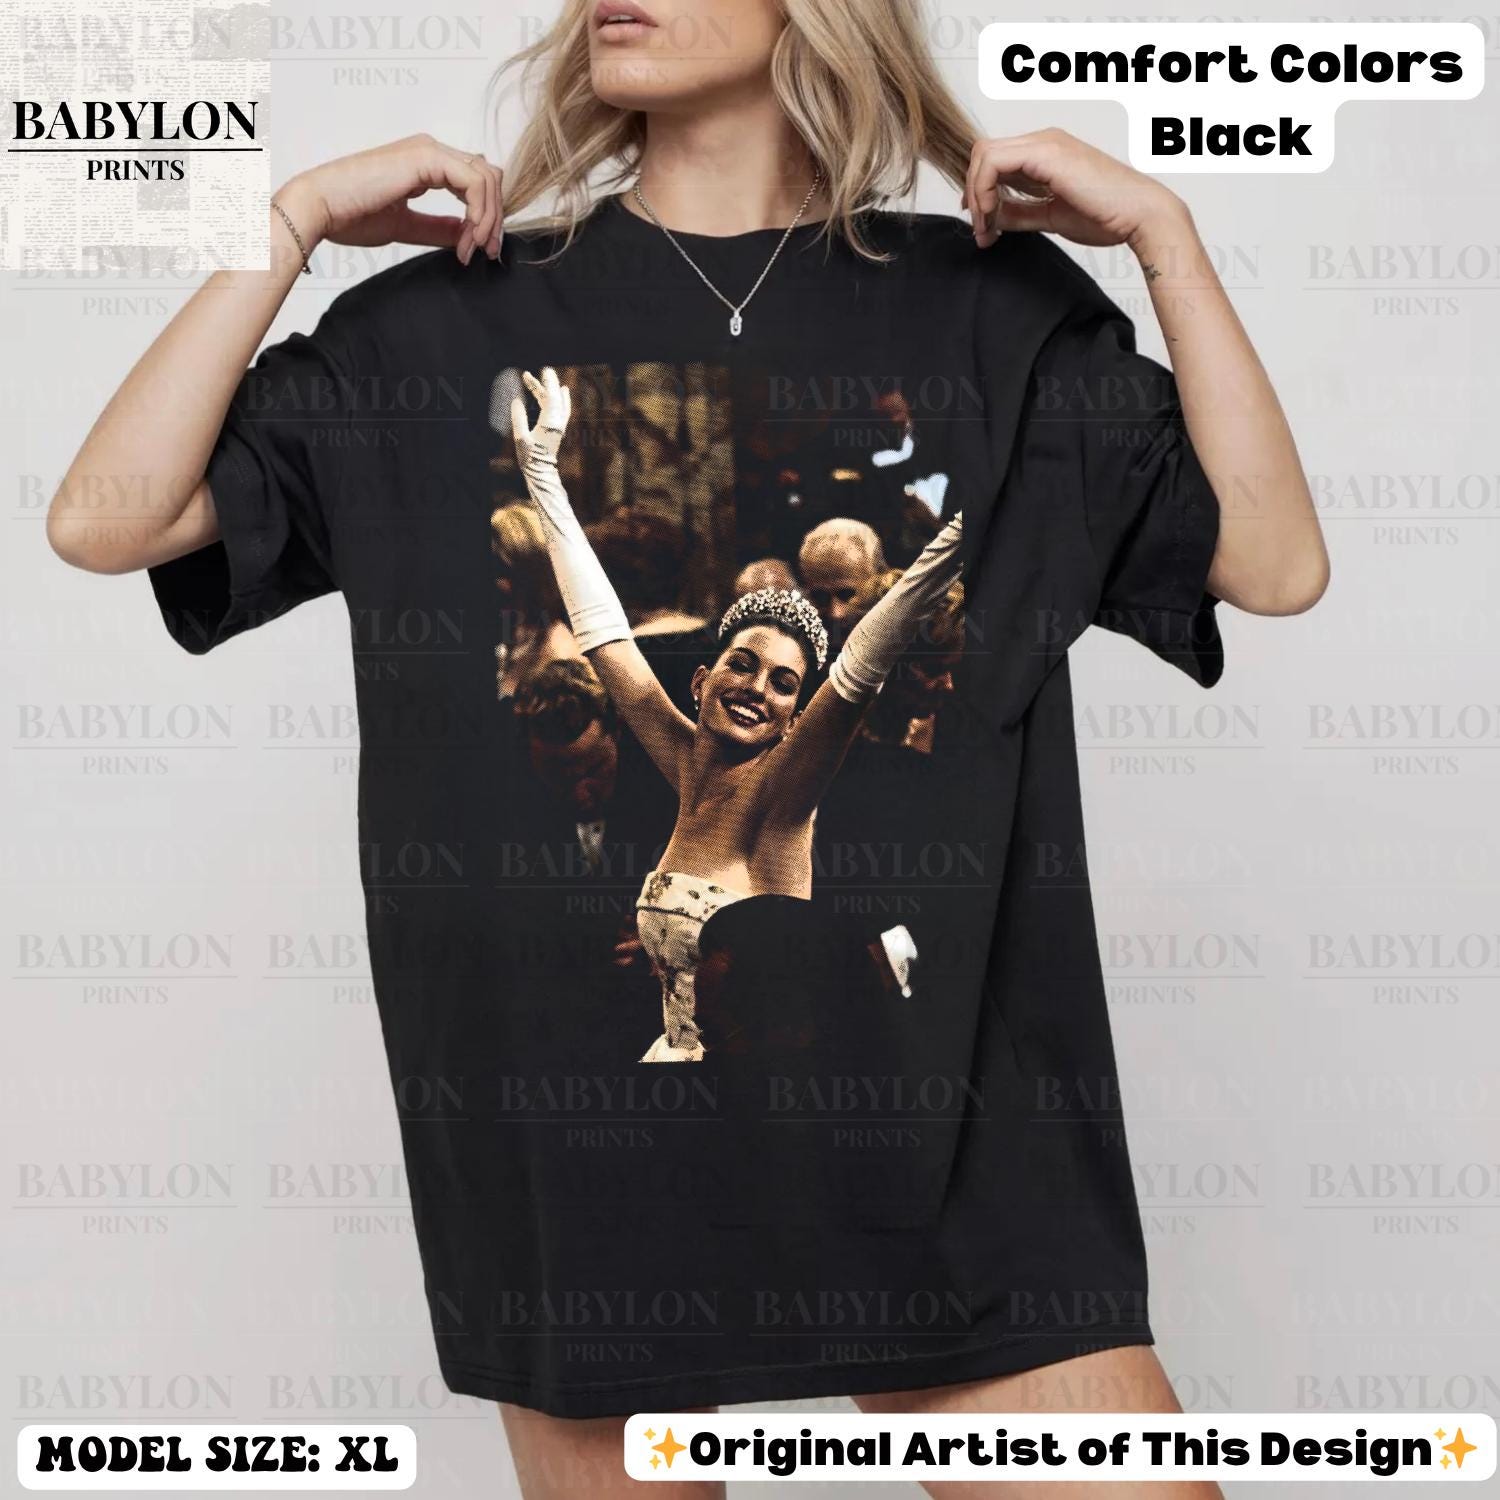 BABYLON
PRINTS
Comfort Colors
Black
MODEL SIZE: XL
✨Original Artist of This Design✨